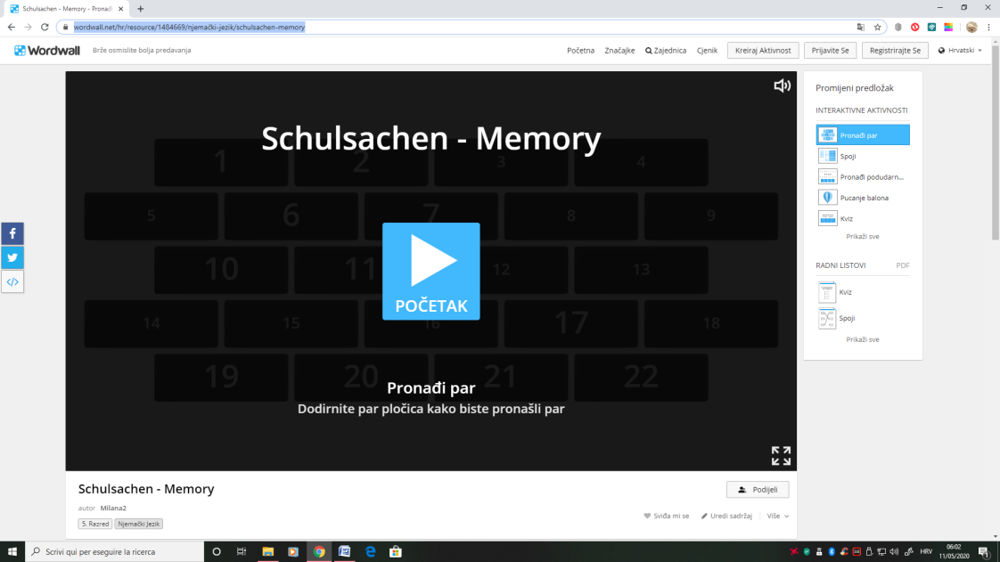 Schulsachen - Memory - Pronađi
wordwall.net/hr/resource/1484669/njemački-jezik/schulsachen-memory
Wordwall
Brže osmislite bolja predavanja
Početna
Značajke
Zajednica
Cjenik
Kreiraj Aktivnost
Prijavite Se
Registrirajte Se
Hrvatski
Schulsachen - Memory
1 2 3 4
5 6 7 8 9
10 11 12 13
14 15 16 17 18
19 20 21 22
POČETAK
Pronađi par
Dodirnite par pločica kako biste pronašli par
Promijeni predložak
INTERAKTIVNE AKTIVNOSTI
Pronađi par
Spoji
Pronađi podudarn...
Pucanje balona
Kviz
Prikaži sve
RADNI LISTOVI PDF
Kviz
Spoji
Prikaži sve
Schulsachen - Memory
Podijeli
autor Milana2
Sviđa mi se
Uredi sadržaj
Više
5. Razred
Njemački Jezik
Scrivi qui per eseguire la ricerca
HRV
06:02
11/05/2020